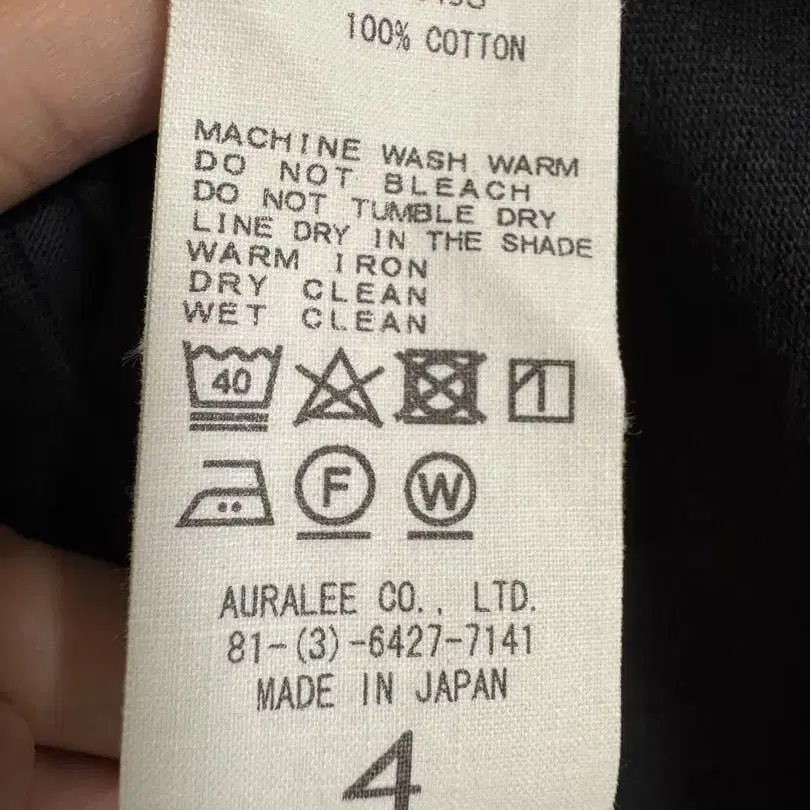 100% COTTON
MACHINE WASH WARM
DO NOT BLEACH
DO NOT TUMBLE DRY
LINE DRY IN THE SHADE
WARM IRON
DRY CLEAN
WET CLEAN
40
F W
AURALEE CO., LTD.
81-(3)-6427-7141
MADE IN JAPAN
4